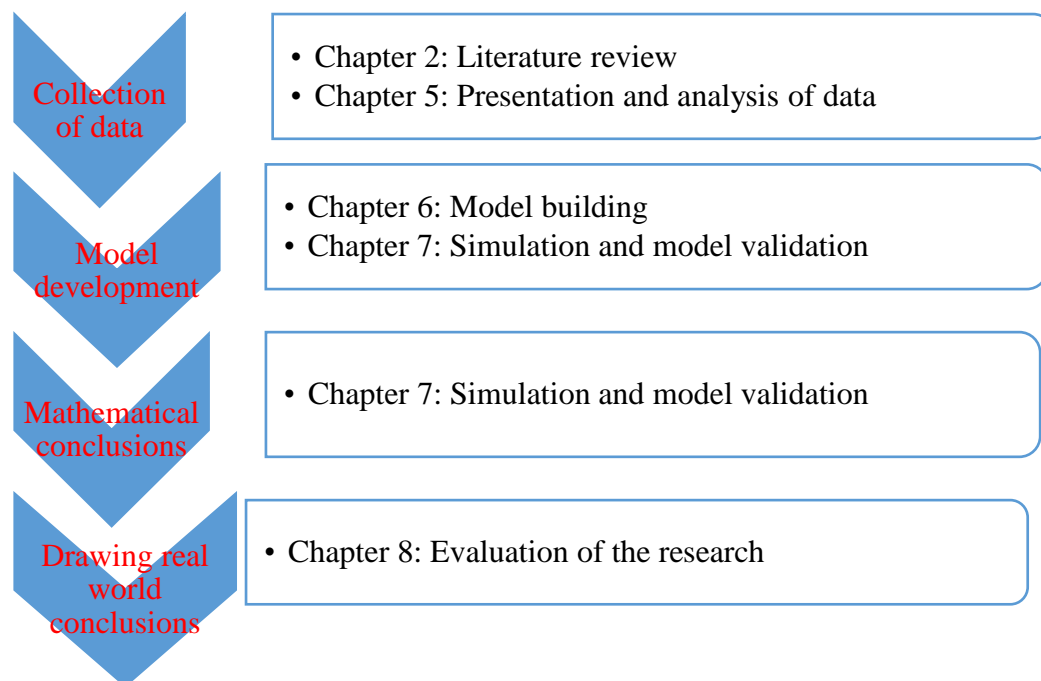 Collection
of data
• Chapter 2: Literature review
• Chapter 5: Presentation and analysis of data
Model
development
• Chapter 6: Model building
• Chapter 7: Simulation and model validation
Mathematical
conclusions
• Chapter 7: Simulation and model validation
Drawing real
world
conclusions
• Chapter 8: Evaluation of the research